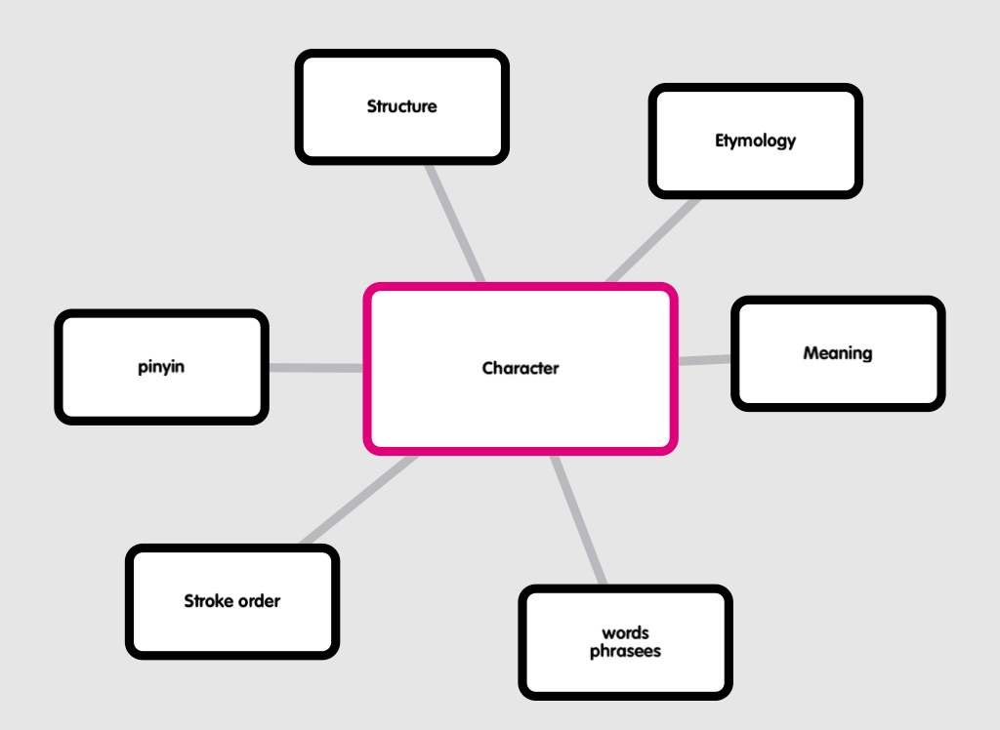 Structure
Etymology
Meaning
Character
pinyin
Stroke order
words
phrasees